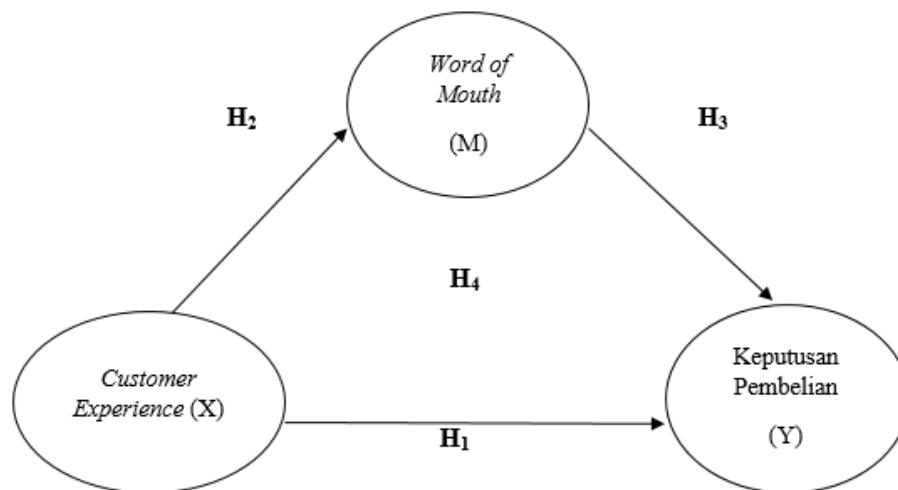 Word of
Mouth
(M)
H₂
H₃
H₄
Customer
Experience (X)
Keputusan
Pembelian
(Y)
H₁